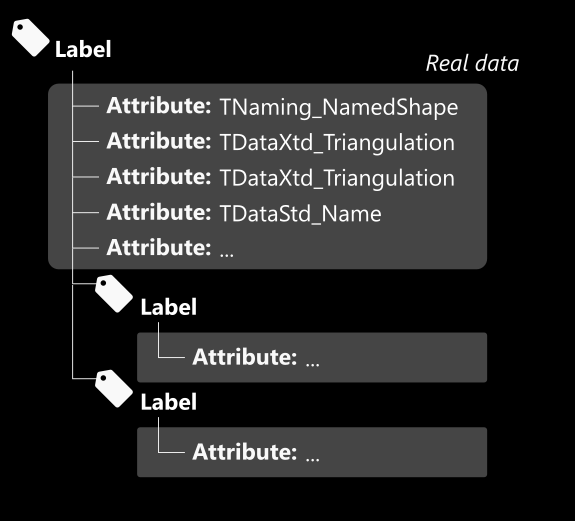 Label
Real data
Attribute: TNaming_NamedShape
Attribute: TDataXtd_Triangulation
Attribute: TDataXtd_Triangulation
Attribute: TDataStd_Name
Attribute: ...
Label
Attribute: ...
Label
Attribute: ...